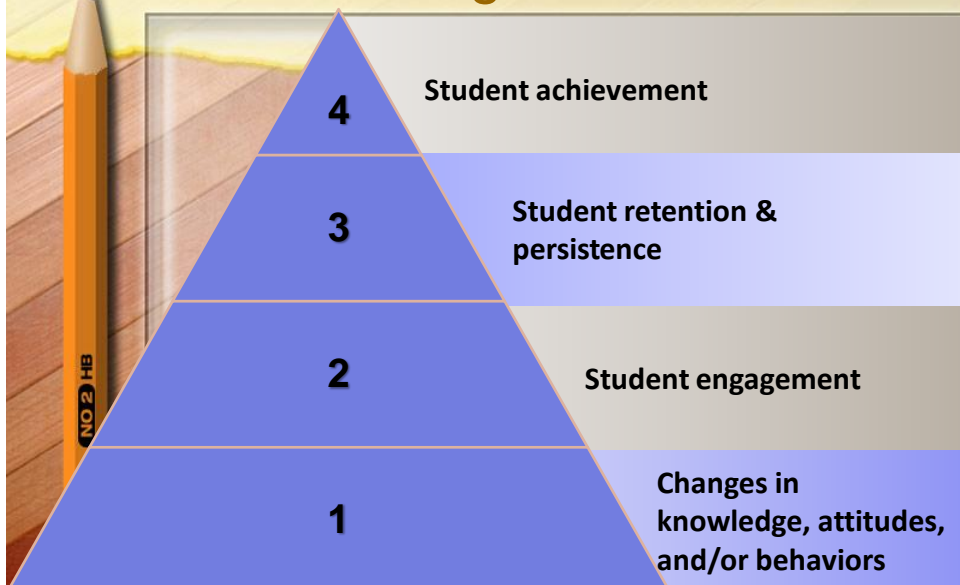 4
Student achievement
3
Student retention &
persistence
2
Student engagement
1
Changes in
knowledge, attitudes,
and/or behaviors
NO 2 HB